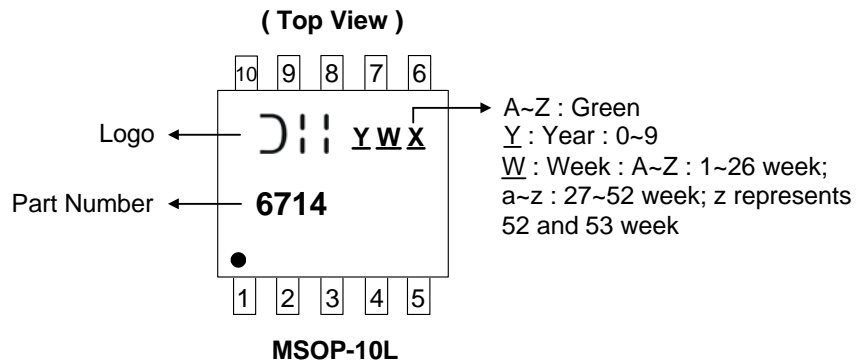 ( Top View )
10 9 8 7 6
Logo
Y W X
A~Z : Green
Y : Year : 0~9
W : Week : A~Z : 1~26 week;
a~z : 27~52 week; z represents
52 and 53 week
Part Number
6714
1 2 3 4 5
MSOP-10L